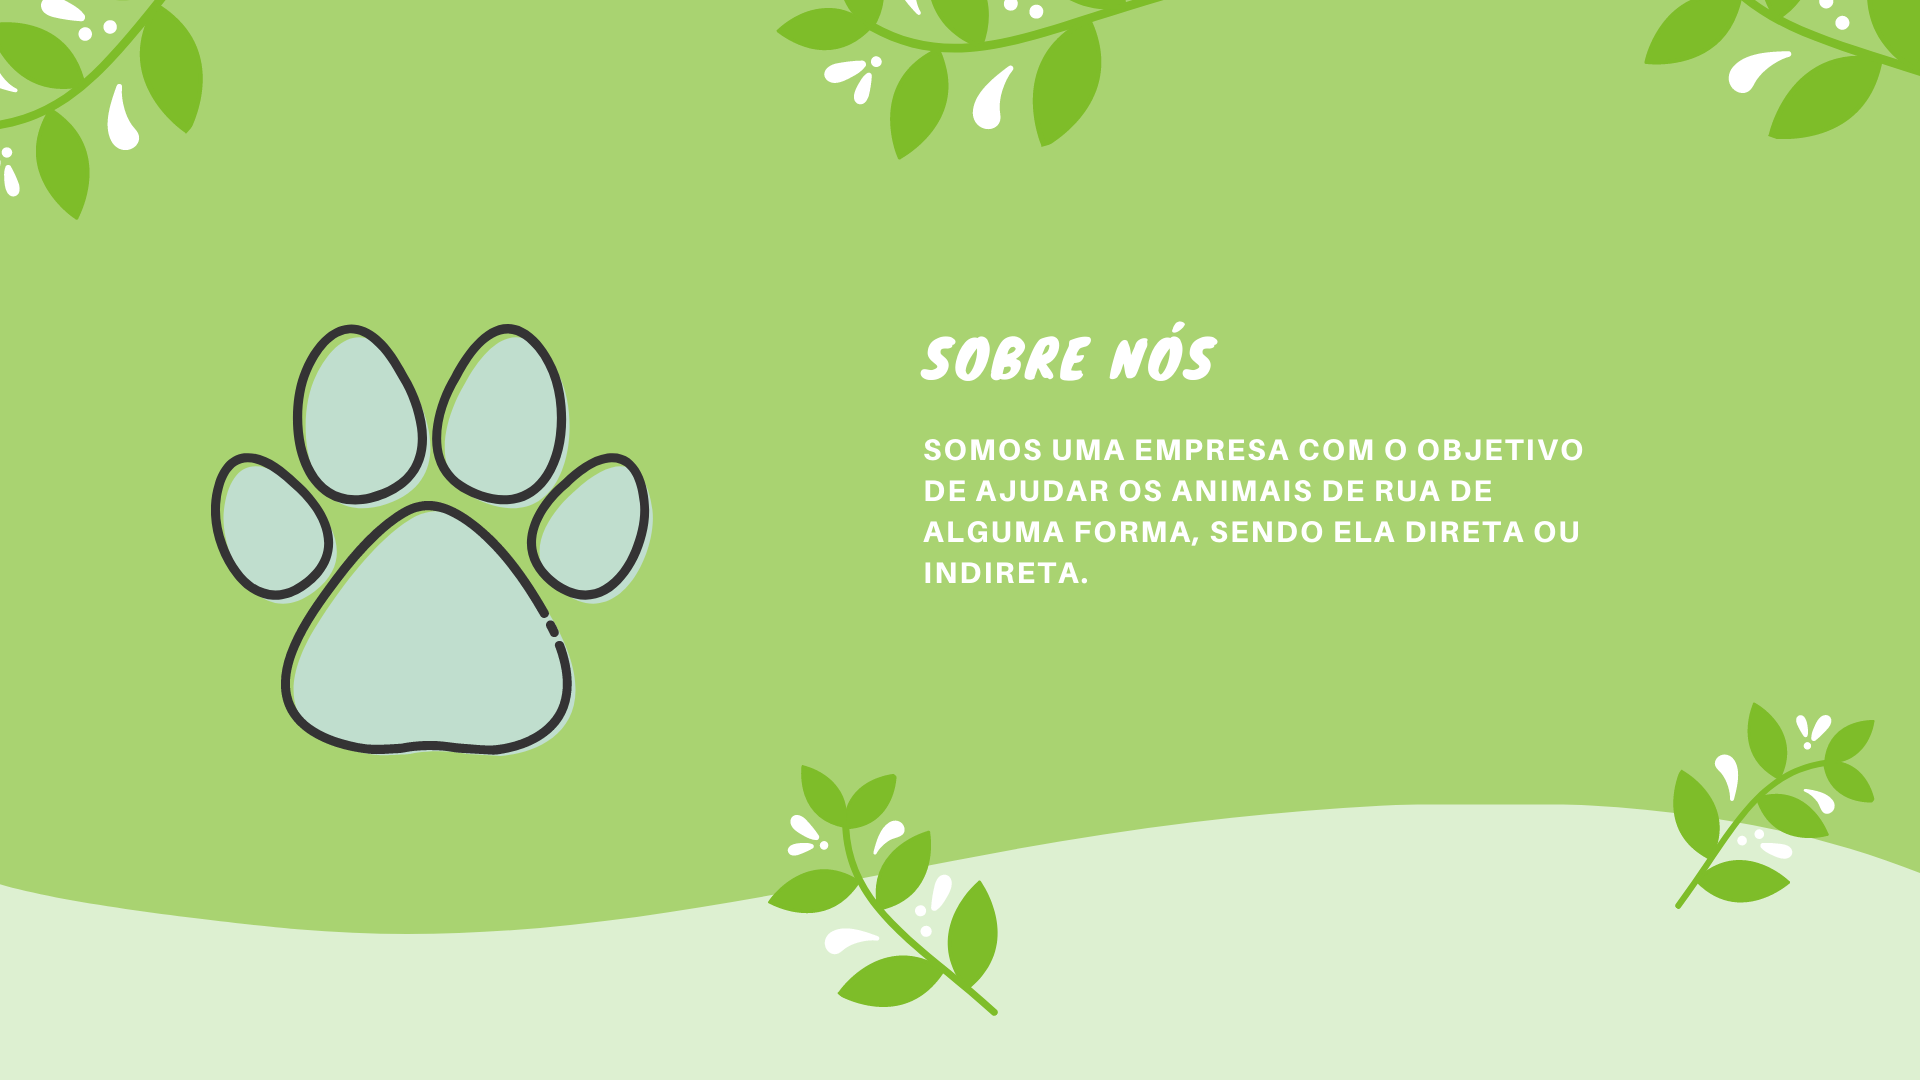 SOBRE NÓS
SOMOS UMA EMPRESA COM O OBJETIVO
DE AJUDAR OS ANIMAIS DE RUA DE
ALGUMA FORMA, SENDO ELA DIRETA OU
INDIRETA.